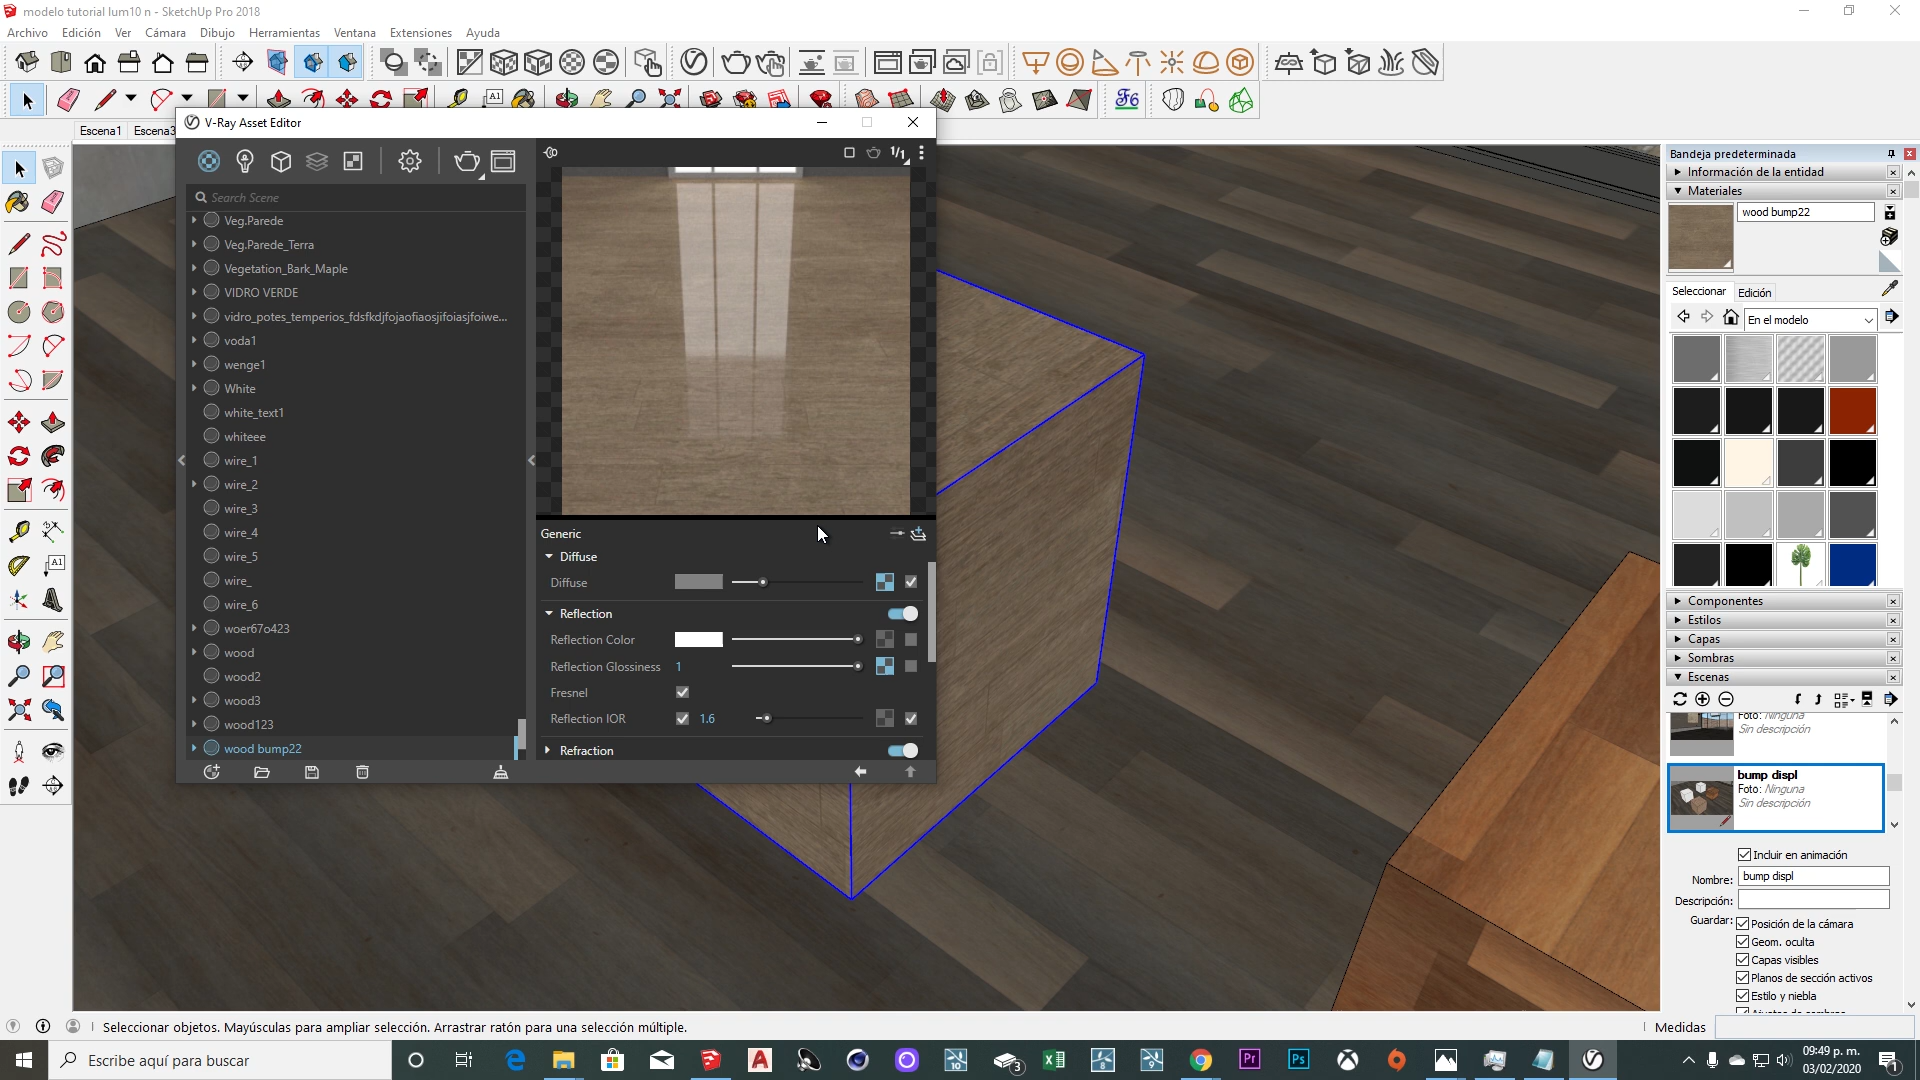 modelo tutorial lum10 n - SketchUp Pro 2018
Archivo Edición Ver Cámara Dibujo Herramientas Ventana Extensiones Ayuda
Escena1 Escena3
V-Ray Asset Editor
Search Scene
Veg.Parede
Veg.Parede_Terra
Vegetation_Bark_Maple
VIDRO VERDE
vidro_potes_temperios_fdsfkdjfojaofiaosjifoiasjfoiwe...
voda1
wenge1
White
white_text1
whiteee
wire_1
wire_2
wire_3
wire_4
wire_5
wire_
wire_6
woer67o423
wood
wood2
wood3
wood123
wood bump22
1/1
Generic
Diffuse
Diffuse
Reflection
Reflection Color
Reflection Glossiness 1
Fresnel
Reflection IOR 1.6
Refraction
Bandeja predeterminada
Información de la entidad
Materiales
wood bump22
Seleccionar Edición
En el modelo
Componentes
Estilos
Capas
Sombras
Escenas
Foto: Ninguna
Sin descripción
bump displ
Foto: Ninguna
Sin descripción
Incluir en animación
Nombre: bump displ
Descripción:
Guardar: Posición de la cámara
Geom. oculta
Capas visibles
Planos de sección activos
Estilo y niebla
Seleccionar objetos. Mayúsculas para ampliar selección. Arrastrar ratón para una selección múltiple.
Medidas
Escribe aquí para buscar
09:49 p. m.
03/02/2020